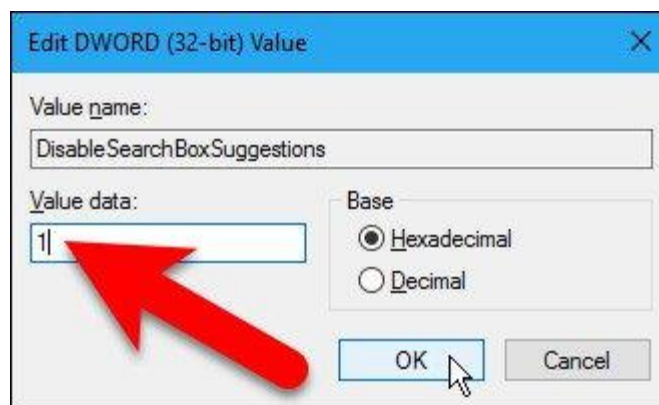 Edit DWORD (32-bit) Value
Value name:
DisableSearchBoxSuggestions
Value data:
1
Base
Hexadecimal
Decimal
OK
Cancel